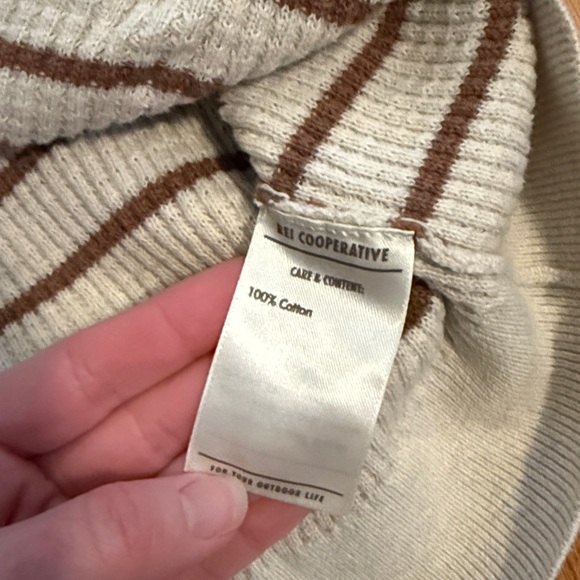 REI COOPERATIVE
CARE & CONTENT:
100% Cotton
FOR YOUR OUTDOOR LIFE